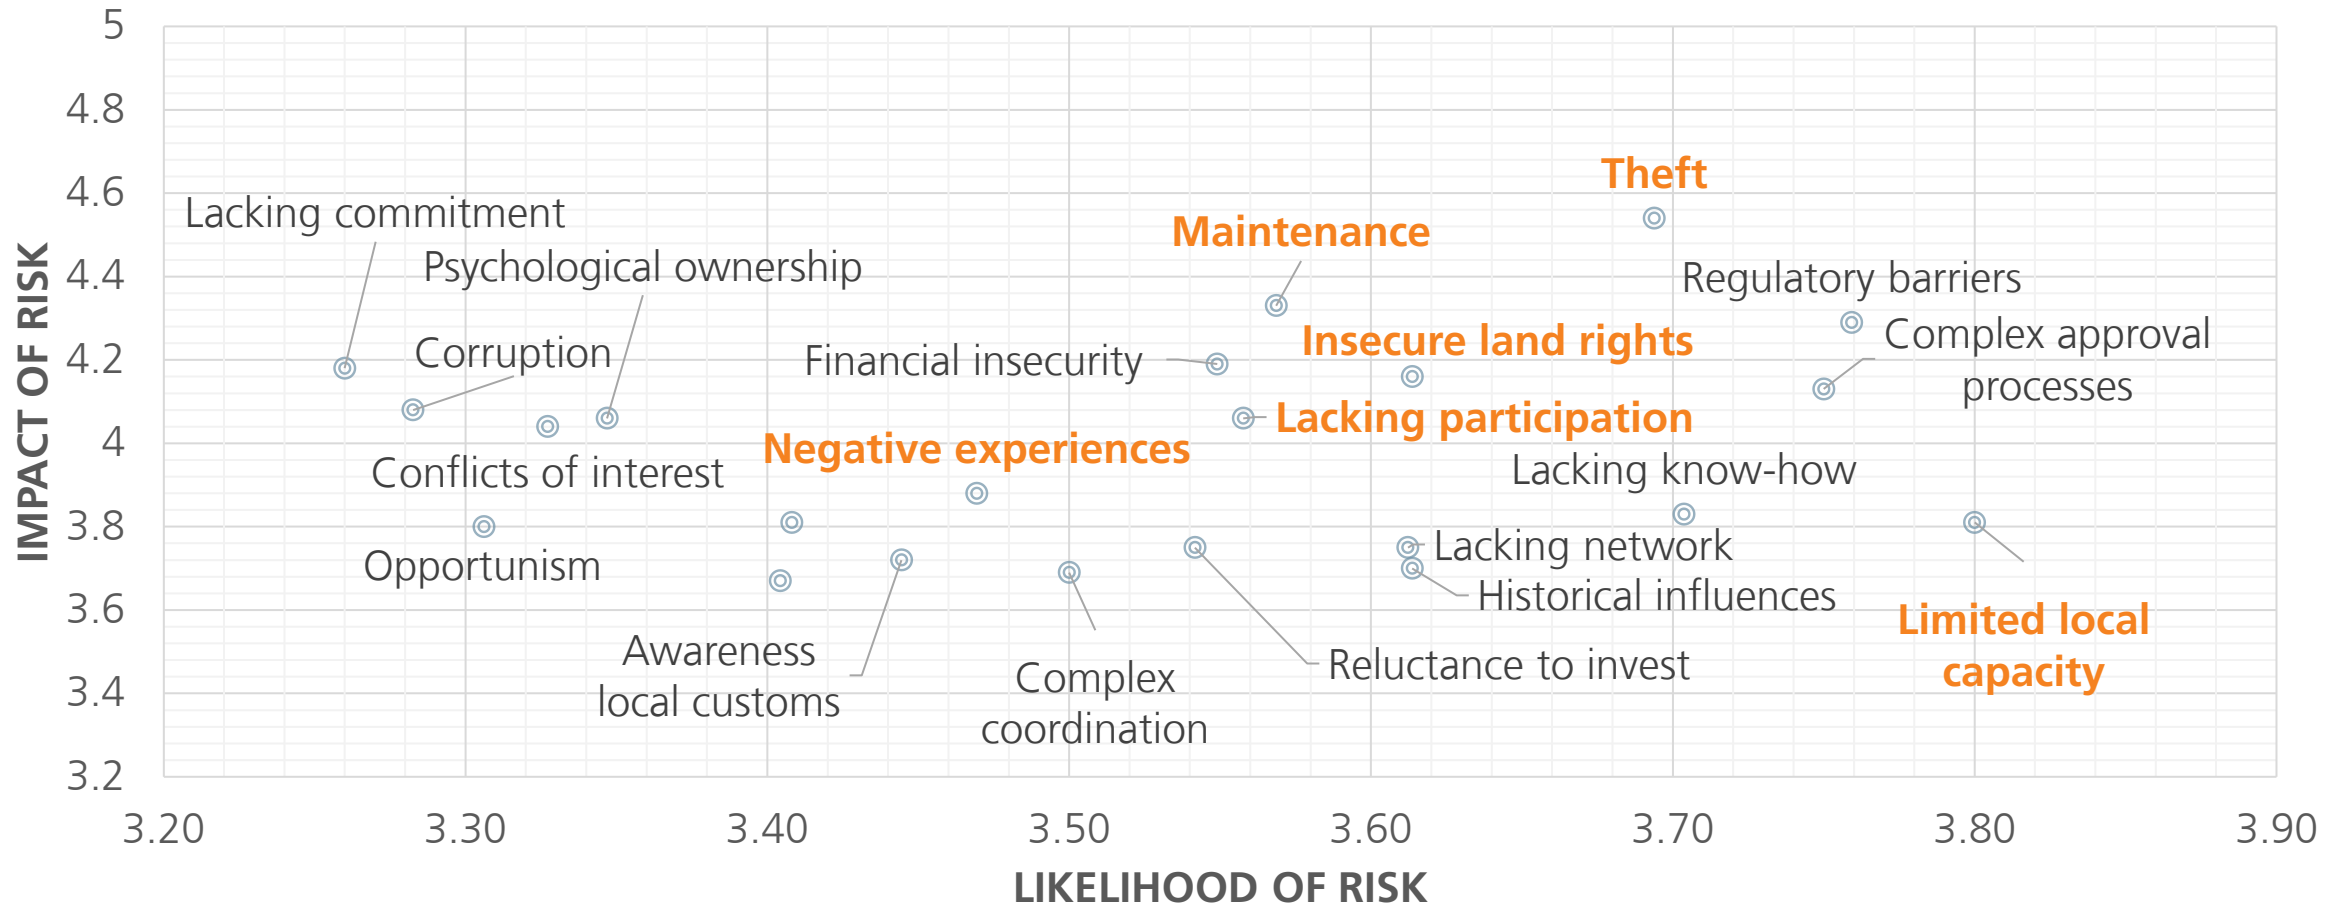 5
4.8
4.6
4.4
4.2
4
3.8
3.6
3.4
3.2
IMPACT OF RISK
Theft
Lacking commitment
Maintenance
Psychological ownership
Regulatory barriers
Complex approval
processes
Insecure land rights
Corruption
Financial insecurity
Lacking participation
Negative experiences
Conflicts of interest
Lacking know-how
Lacking network
Opportunism
Historical influences
Limited local
capacity
Awareness
local customs
Reluctance to invest
Complex
coordination
3.20
3.30
3.40
3.50
3.60
3.70
3.80
3.90
LIKELIHOOD OF RISK